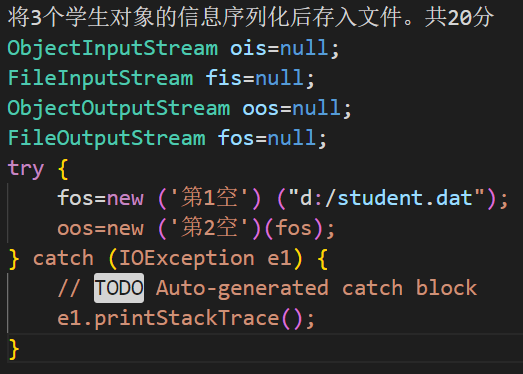 将3个学生对象的信息序列化后存入文件。共20分
ObjectInputStream ois=null;
FileInputStream fis=null;
ObjectOutputStream oos=null;
FileOutputStream fos=null;
try {
    fos=new ('第1空') ("d:/student.dat");
    oos=new ('第2空')(fos);
} catch (IOException e1) {
    // TODO Auto-generated catch block
    e1.printStackTrace();
}